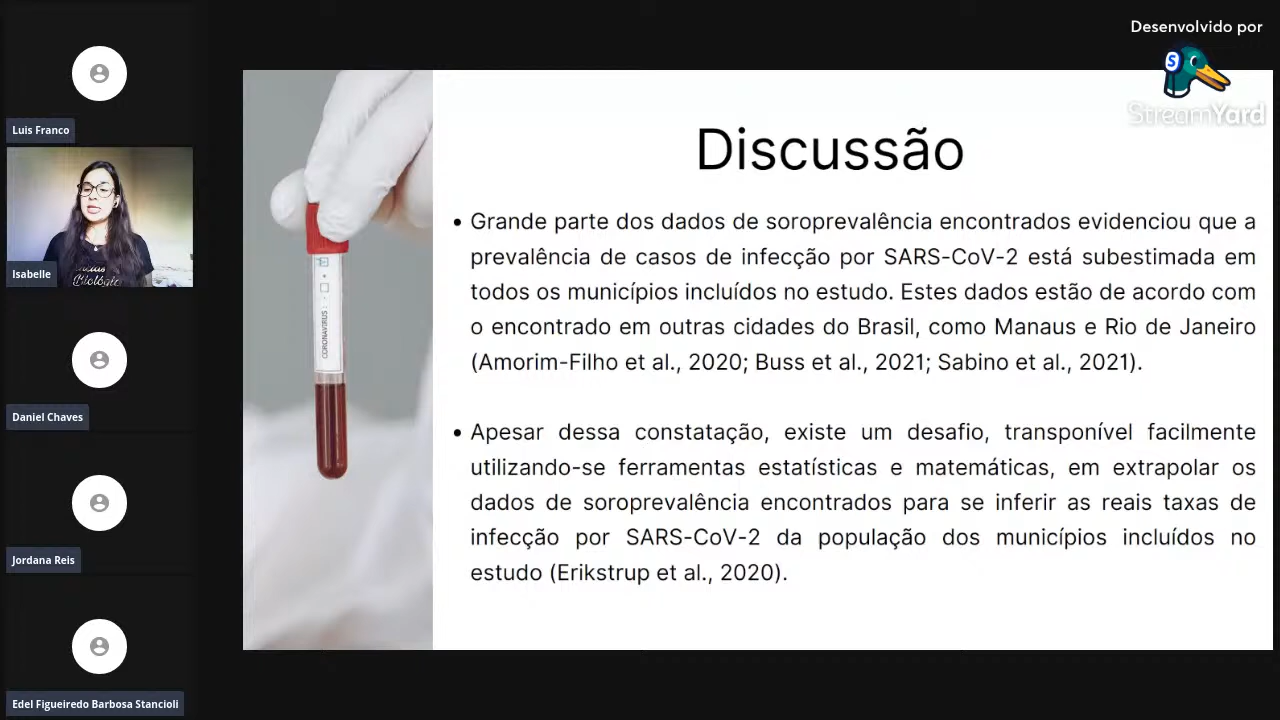 Desenvolvido por
StreamYard
Luis Franco
Isabelle
Daniel Chaves
Jordana Reis
Edel Figueiredo Barbosa Stancioli
CORONAVIRUS
Discussão
• Grande parte dos dados de soroprevalência encontrados evidenciou que a
prevalência de casos de infecção por SARS-CoV-2 está subestimada em
todos os municípios incluídos no estudo. Estes dados estão de acordo com
o encontrado em outras cidades do Brasil, como Manaus e Rio de Janeiro
(Amorim-Filho et al., 2020; Buss et al., 2021; Sabino et al., 2021).
• Apesar dessa constatação, existe um desafio, transponível facilmente
utilizando-se ferramentas estatísticas e matemáticas, em extrapolar os
dados de soroprevalência encontrados para se inferir as reais taxas de
infecção por SARS-CoV-2 da população dos municípios incluídos no
estudo (Erikstrup et al., 2020).